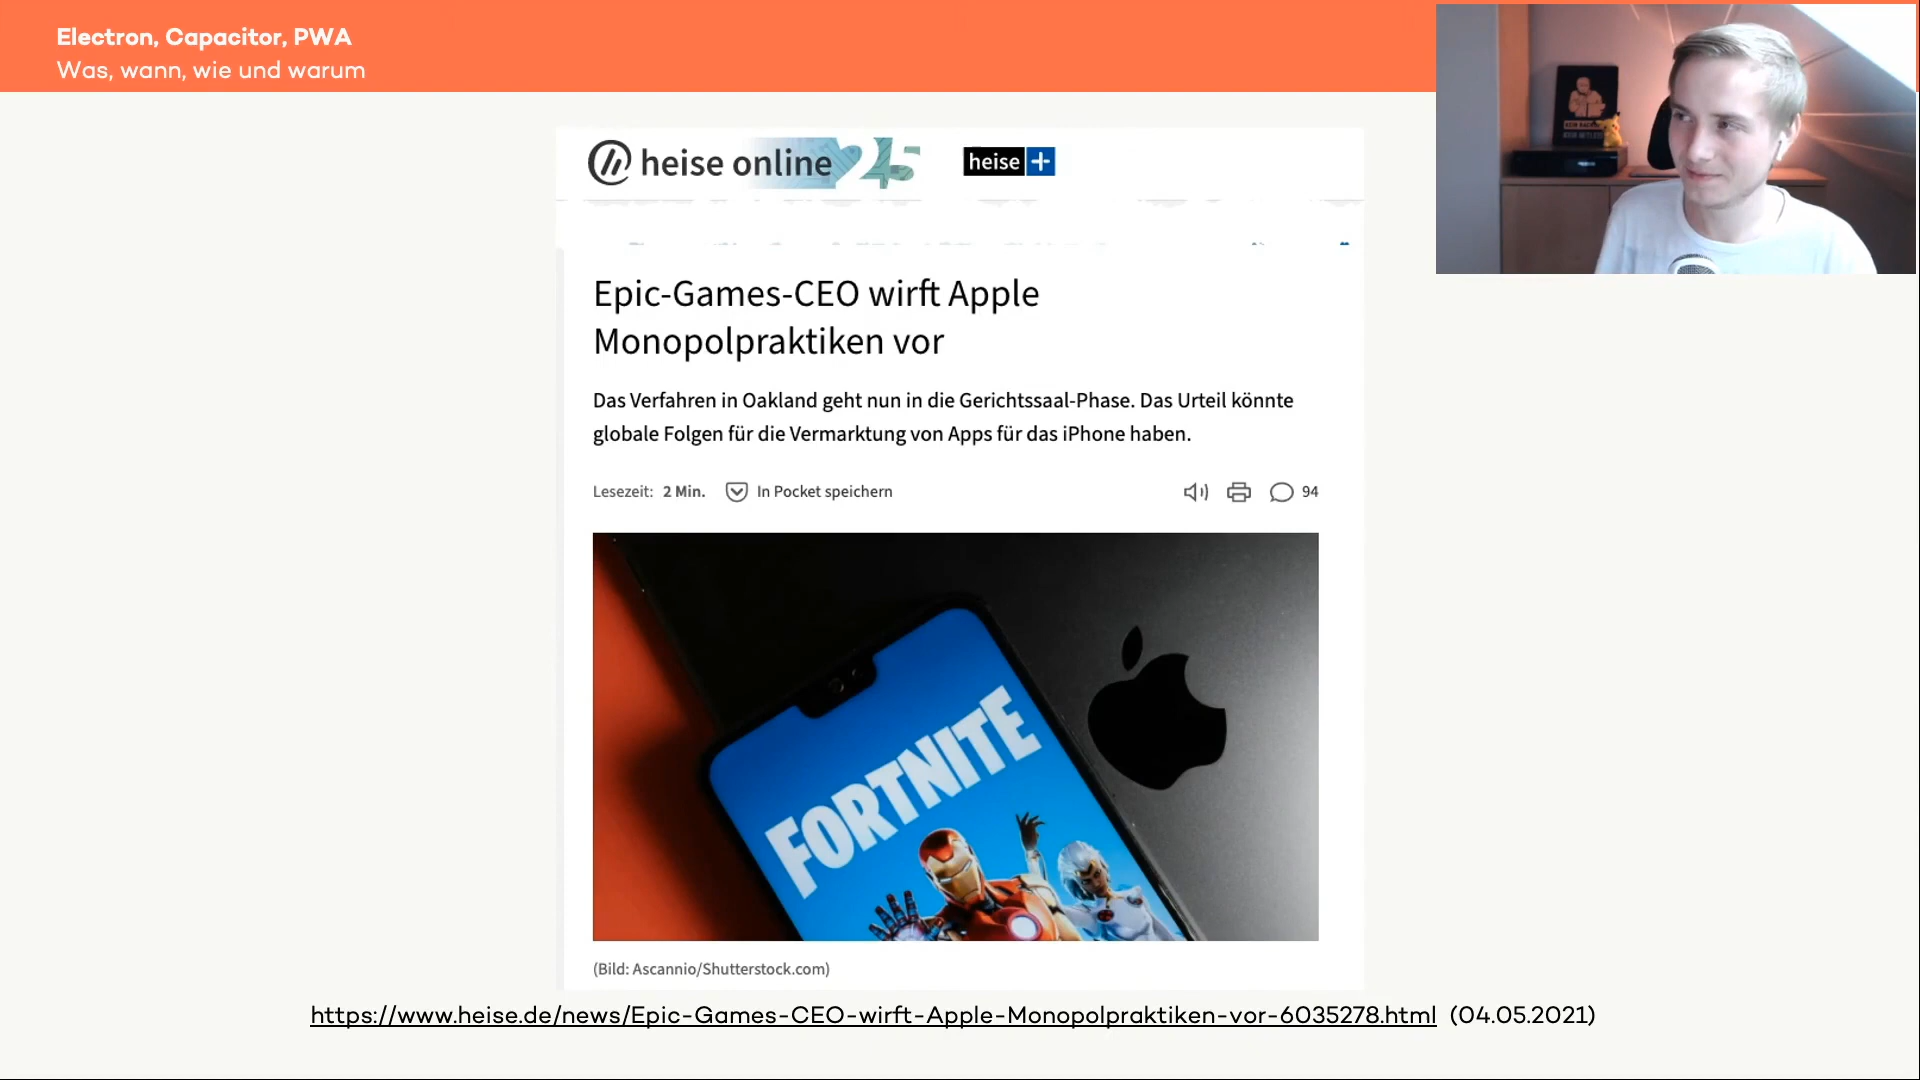 Electron, Capacitor, PWA
Was, wann, wie und warum
heise online 25
heise+
Epic-Games-CEO wirft Apple
Monopolpraktiken vor
Das Verfahren in Oakland geht nun in die Gerichtssaal-Phase. Das Urteil könnte
globale Folgen für die Vermarktung von Apps für das iPhone haben.
Lesezeit: 2 Min.
In Pocket speichern
94
FORTNITE
(Bild: Ascannio/Shutterstock.com)
https://www.heise.de/news/Epic-Games-CEO-wirft-Apple-Monopolpraktiken-vor-6035278.html (04.05.2021)